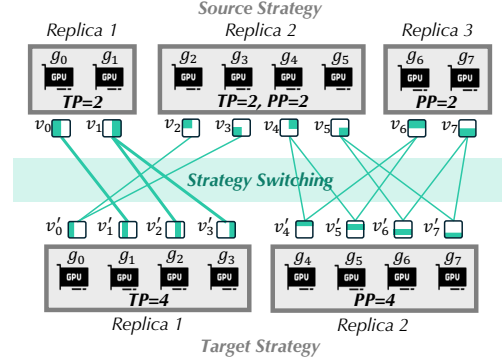 Source Strategy
Replica 1 Replica 2 Replica 3
g0 g1 g2 g3 g4 g5 g6 g7
GPU GPU GPU GPU GPU GPU GPU GPU
TP=2 TP=2, PP=2 PP=2
v0 v1 v2 v3 v4 v5 v6 v7
Strategy Switching
v'0 v'1 v'2 v'3 v'4 v'5 v'6 v'7
g0 g1 g2 g3 g4 g5 g6 g7
GPU GPU GPU GPU GPU GPU GPU GPU
TP=4 PP=4
Replica 1 Replica 2
Target Strategy